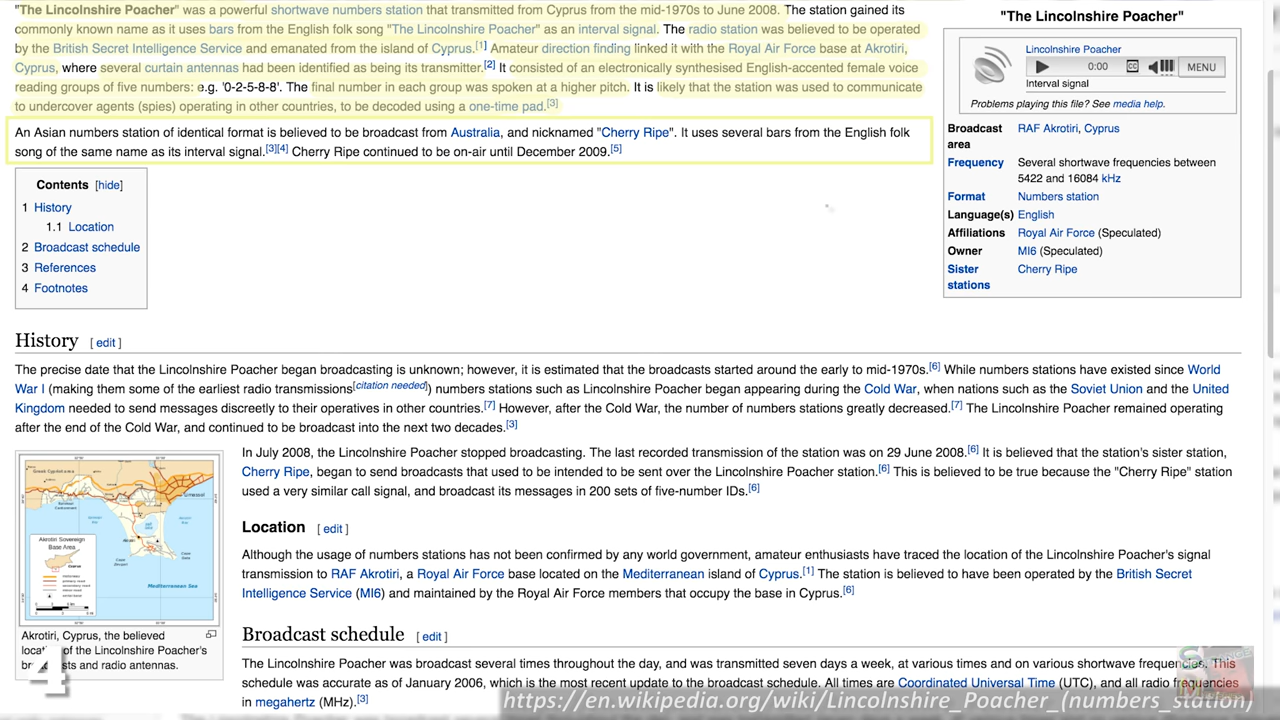 "The Lincolnshire Poacher" was a powerful shortwave numbers station that transmitted from Cyprus from the mid-1970s to June 2008. The station gained its
commonly known name as it uses bars from the English folk song "The Lincolnshire Poacher" as an interval signal. The radio station was believed to be operated
by the British Secret Intelligence Service and emanated from the island of Cyprus.[1] Amateur direction finding linked it with the Royal Air Force base at Akrotiri,
Cyprus, where several curtain antennas had been identified as being its transmitter.[2] It consisted of an electronically synthesised English-accented female voice
reading groups of five numbers: e.g. '0-2-5-8-8'. The final number in each group was spoken at a higher pitch. It is likely that the station was used to communicate
to undercover agents (spies) operating in other countries, to be decoded using a one-time pad.[3]
An Asian numbers station of identical format is believed to be broadcast from Australia, and nicknamed "Cherry Ripe". It uses several bars from the English folk
song of the same name as its interval signal.[3][4] Cherry Ripe continued to be on-air until December 2009.[5]
"The Lincolnshire Poacher"
Lincolnshire Poacher
0:00
CC
MENU
Interval signal
Problems playing this file? See media help.
Broadcast area RAF Akrotiri, Cyprus
Frequency Several shortwave frequencies between
5422 and 16084 kHz
Format Numbers station
Language(s) English
Affiliations Royal Air Force (Speculated)
Owner MI6 (Speculated)
Sister stations Cherry Ripe
Contents [hide]
1 History
1.1 Location
2 Broadcast schedule
3 References
4 Footnotes
History [ edit ]
The precise date that the Lincolnshire Poacher began broadcasting is unknown; however, it is estimated that the broadcasts started around the early to mid-1970s.[6] While numbers stations have existed since World
War I (making them some of the earliest radio transmissions[citation needed]) numbers stations such as Lincolnshire Poacher began appearing during the Cold War, when nations such as the Soviet Union and the United
Kingdom needed to send messages discreetly to their operatives in other countries.[7] However, after the Cold War, the number of numbers stations greatly decreased.[7] The Lincolnshire Poacher remained operating
after the end of the Cold War, and continued to be broadcast into the next two decades.[3]
In July 2008, the Lincolnshire Poacher stopped broadcasting. The last recorded transmission of the station was on 29 June 2008.[6] It is believed that the station's sister station,
Cherry Ripe, began to send broadcasts that used to be intended to be sent over the Lincolnshire Poacher station.[6] This is believed to be true because the "Cherry Ripe" station
used a very similar call signal, and broadcast its messages in 200 sets of five-number IDs.[6]
Akrotiri Sovereign
Base Area
Limassol
Mediterranean Sea
Akrotiri, Cyprus, the believed
location of the Lincolnshire Poacher's
broadcasts and radio antennas.
Location [ edit ]
Although the usage of numbers stations has not been confirmed by any world government, amateur enthusiasts have traced the location of the Lincolnshire Poacher's signal
transmission to RAF Akrotiri, a Royal Air Force base located on the Mediterranean island of Cyprus.[1] The station is believed to have been operated by the British Secret
Intelligence Service (MI6) and maintained by the Royal Air Force members that occupy the base in Cyprus.[6]
Broadcast schedule [ edit ]
The Lincolnshire Poacher was broadcast several times throughout the day, and was transmitted seven days a week, at various times and on various shortwave frequencies. This
schedule was accurate as of January 2006, which is the most recent update to the broadcast schedule. All times are Coordinated Universal Time (UTC), and all radio frequencies
in megahertz (MHz).[3]
4
https://en.wikipedia.org/wiki/Lincolnshire_Poacher_(numbers_station)